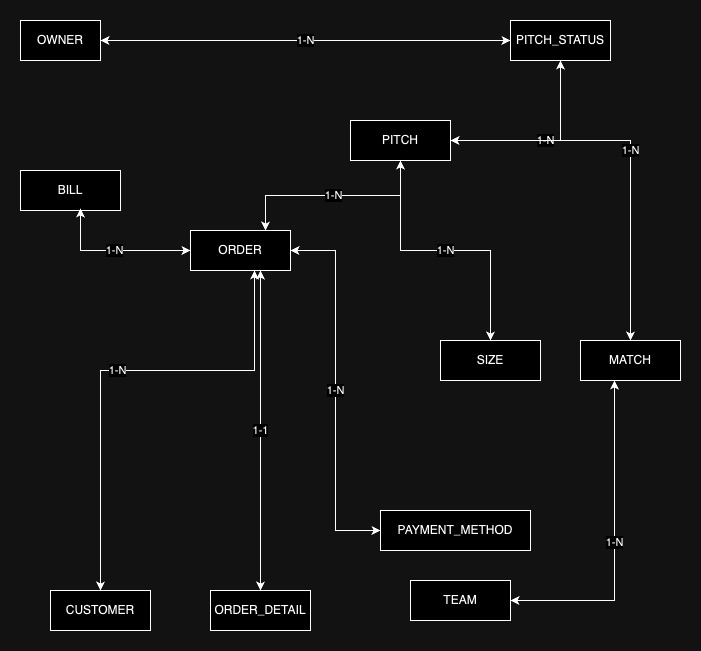 OWNER
1-N
PITCH_STATUS
PITCH
1-N
1-N
BILL
1-N
1-N
ORDER
1-N
SIZE
MATCH
1-N
1-N
1-1
PAYMENT_METHOD
1-N
CUSTOMER
ORDER_DETAIL
TEAM